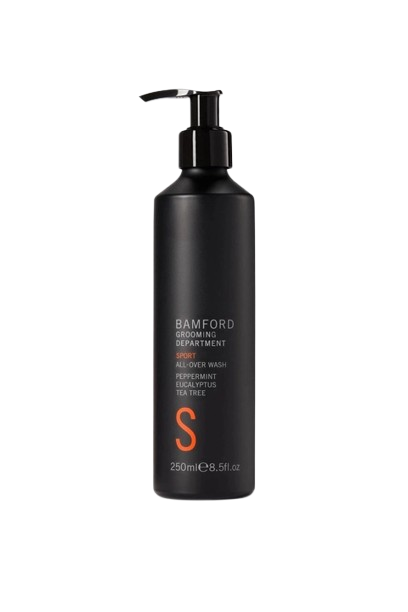 BAMFORD
GROOMING
DEPARTMENT
SPORT
ALL-OVER WASH
PEPPERMINT
EUCALYPTUS
TEA TREE
S
250ml℮8.5fl.oz